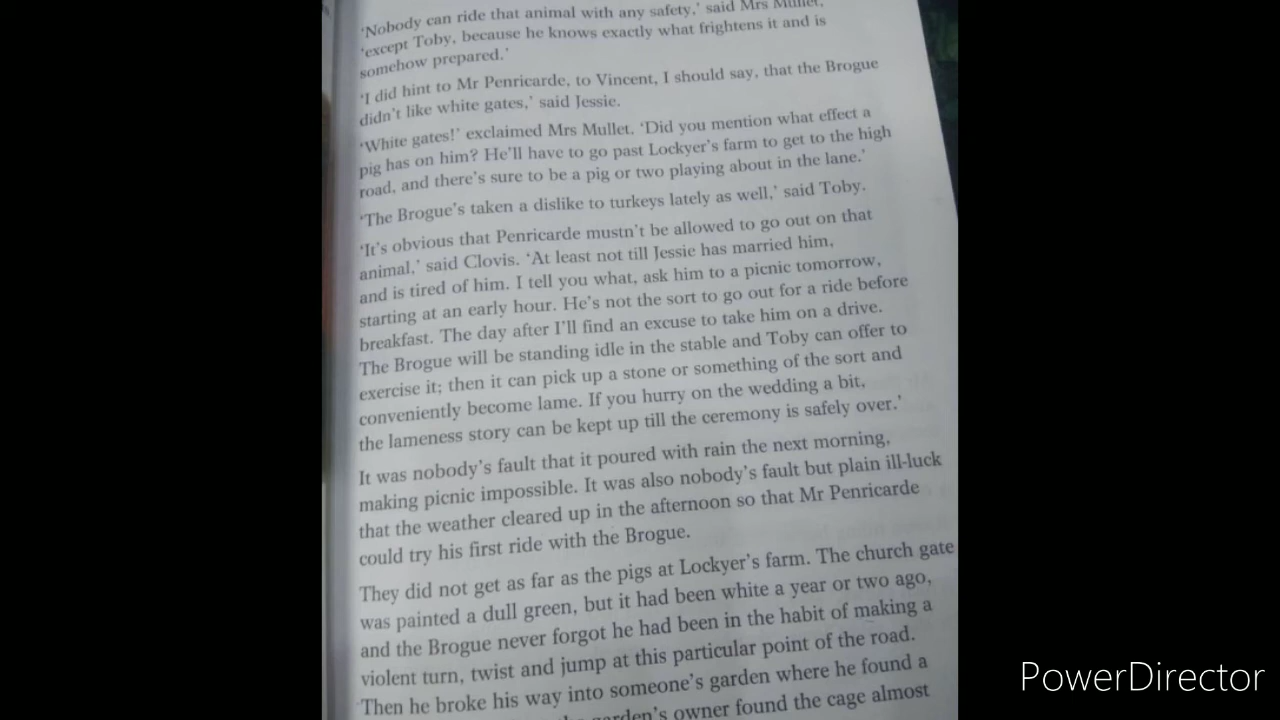 'Nobody can ride that animal with any safety,' said Mrs Mullet,
'except Toby, because he knows exactly what frightens it and is
somehow prepared.'
'I did hint to Mr Penricarde, to Vincent, I should say, that the Brogue
didn't like white gates,' said Jessie.
'White gates!' exclaimed Mrs Mullet. 'Did you mention what effect a
pig has on him? He'll have to go past Lockyer's farm to get to the high
road, and there's sure to be a pig or two playing about in the lane.'
'The Brogue's taken a dislike to turkeys lately as well,' said Toby.
'It's obvious that Penricarde mustn't be allowed to go out on that
animal,' said Clovis. 'At least not till Jessie has married him,
and is tired of him. I tell you what, ask him to a picnic tomorrow,
starting at an early hour. He's not the sort to go out for a ride before
breakfast. The day after I'll find an excuse to take him on a drive.
The Brogue will be standing idle in the stable and Toby can offer to
exercise it; then it can pick up a stone or something of the sort and
conveniently become lame. If you hurry on the wedding a bit,
the lameness story can be kept up till the ceremony is safely over.'
It was nobody's fault that it poured with rain the next morning,
making picnic impossible. It was also nobody's fault but plain ill-luck
that the weather cleared up in the afternoon so that Mr Penricarde
could try his first ride with the Brogue.
They did not get as far as the pigs at Lockyer's farm. The church gate
was painted a dull green, but it had been white a year or two ago,
and the Brogue never forgot he had been in the habit of making a
violent turn, twist and jump at this particular point of the road.
Then he broke his way into someone's garden where he found a
garden's owner found the cage almost
PowerDirector